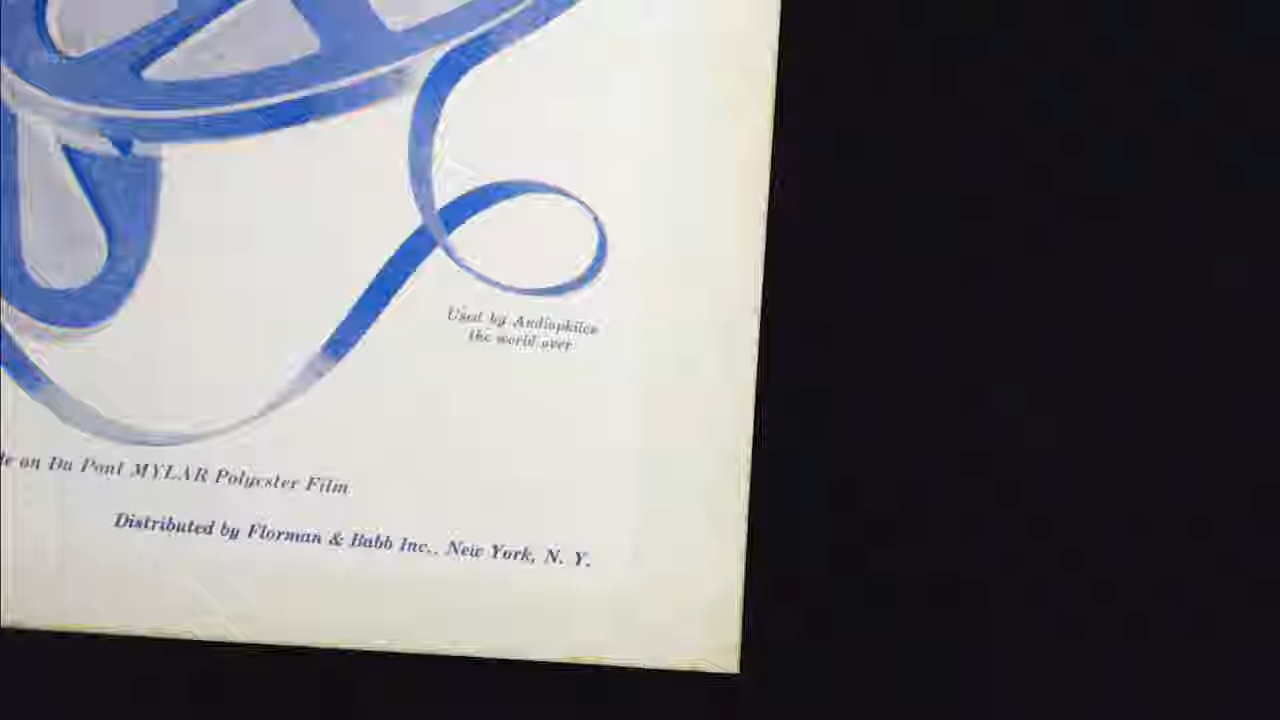 Used by Audiophiles
the world over
on Du Pont MYLAR Polyester Film
Distributed by Florman & Babb Inc., New York, N. Y.